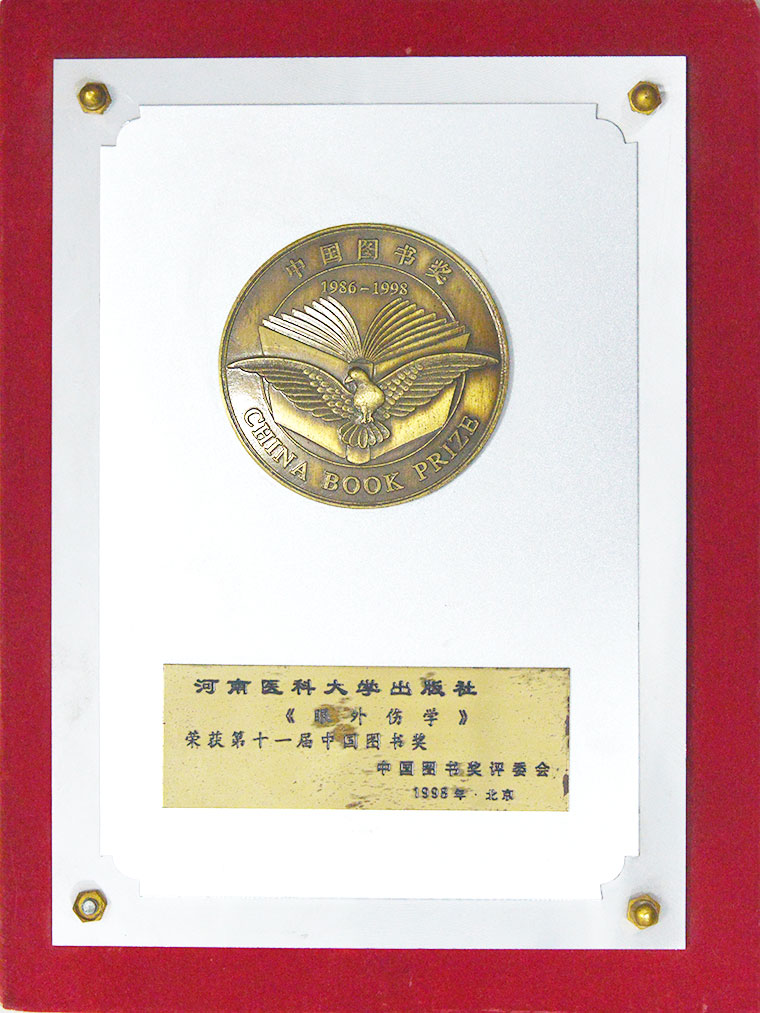 中国图书奖
1986-1998
CHINA BOOK PRIZE
河南医科大学出版社
《眼外伤学》
荣获第十一届中国图书奖
中国图书奖评委会
1998年·北京